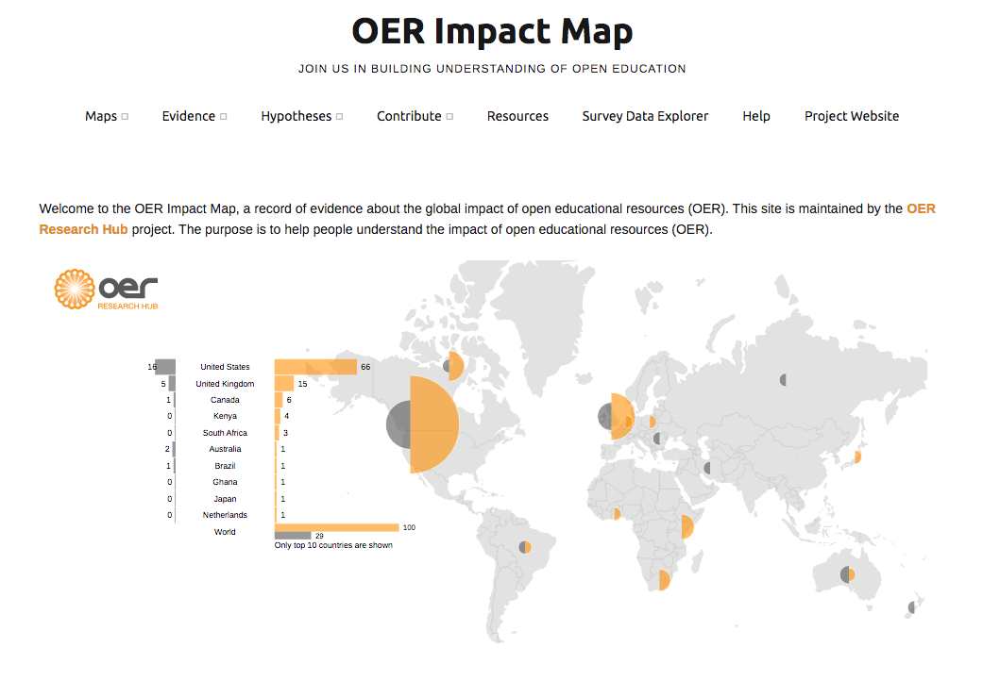 OER Impact Map
JOIN US IN BUILDING UNDERSTANDING OF OPEN EDUCATION
Maps Evidence Hypotheses Contribute Resources Survey Data Explorer Help Project Website
Welcome to the OER Impact Map, a record of evidence about the global impact of open educational resources (OER). This site is maintained by the OER
Research Hub project. The purpose is to help people understand the impact of open educational resources (OER).
oer
RESEARCH HUB
16 United States 66
5 United Kingdom 15
1 Canada 6
0 Kenya 4
0 South Africa 3
2 Australia 1
1 Brazil 1
0 Ghana 1
0 Japan 1
0 Netherlands 1
World 100
29
Only top 10 countries are shown